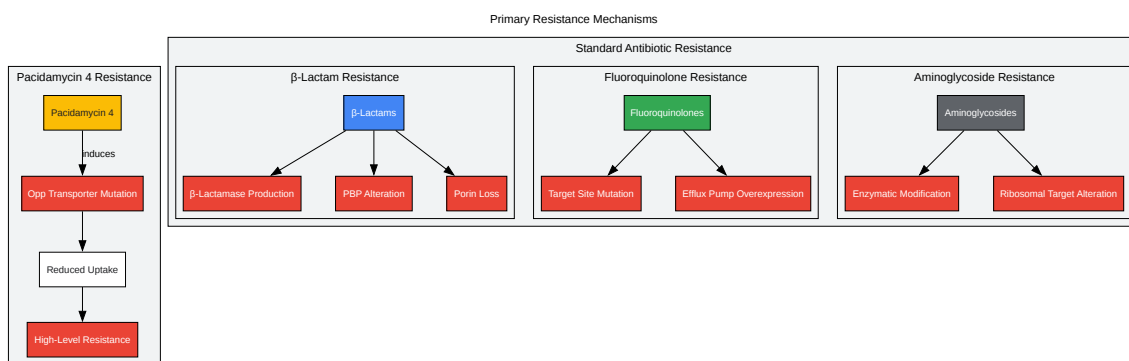 Primary Resistance Mechanisms
Standard Antibiotic Resistance
Pacidamycin 4 Resistance
Pacidamycin 4
induces
Opp Transporter Mutation
Reduced Uptake
High-Level Resistance
β-Lactam Resistance
β-Lactams
β-Lactamase Production
PBP Alteration
Porin Loss
Fluoroquinolone Resistance
Fluoroquinolones
Target Site Mutation
Efflux Pump Overexpression
Aminoglycoside Resistance
Aminoglycosides
Enzymatic Modification
Ribosomal Target Alteration